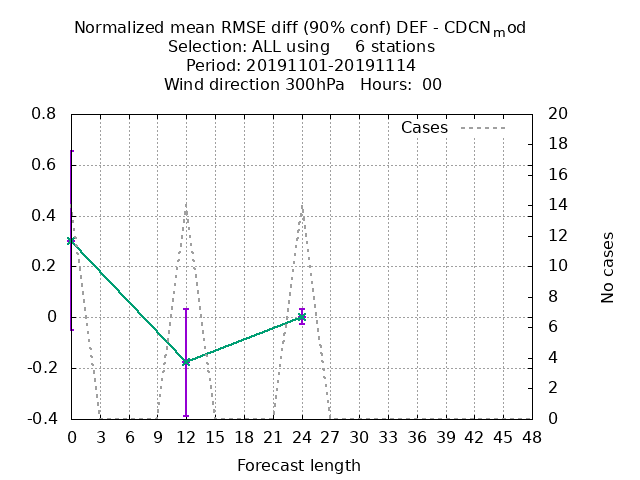 Normalized mean RMSE diff (90% conf) DEF - CDCNmod
Selection: ALL using     6 stations
Period: 20191101-20191114
Wind direction 300hPa   Hours:  00
Cases
0.8
0.6
0.4
0.2
0
-0.2
-0.4
20
18
16
14
12
10
8
6
4
2
0
No cases
0 3 6 9 12 15 18 21 24 27 30 33 36 39 42 45 48
Forecast length